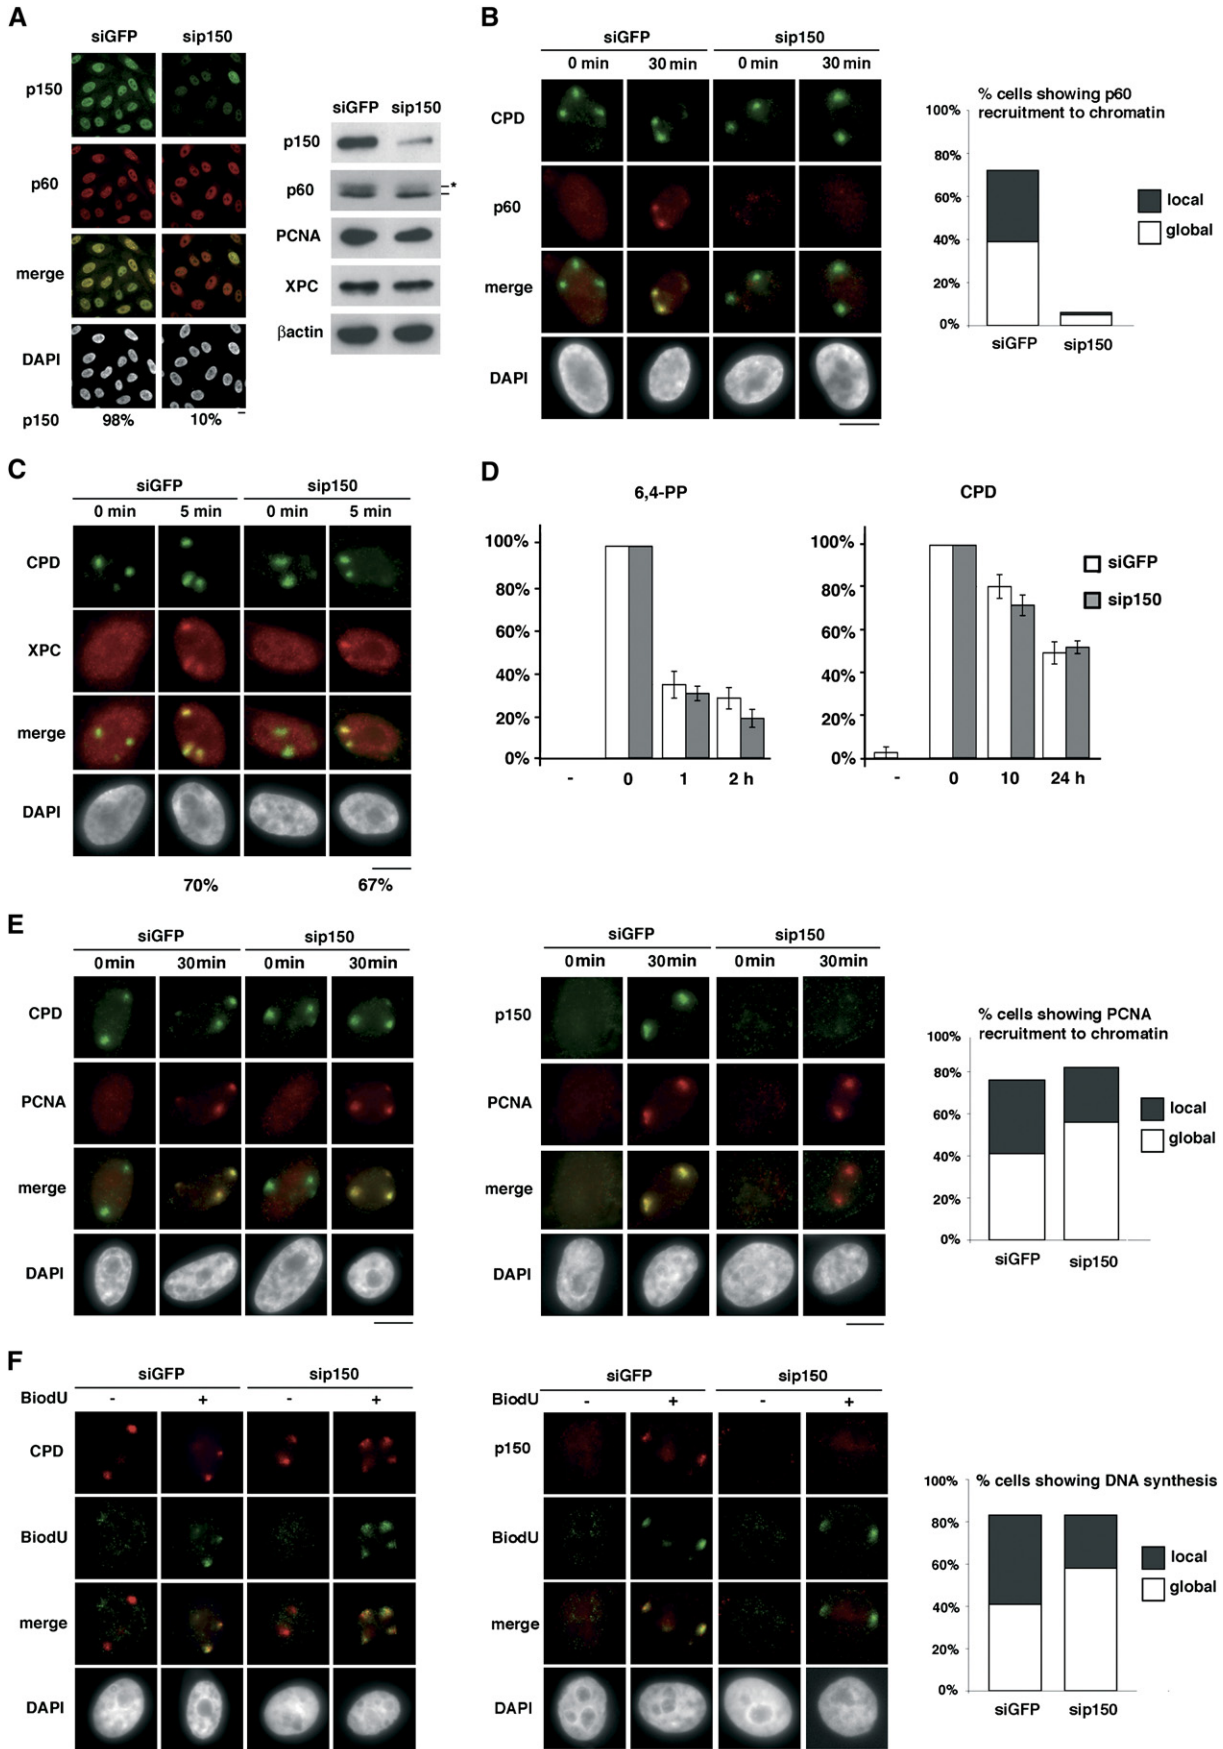 A
siGFP sip150
p150
p60
merge
DAPI
p150 98% 10%
siGFP sip150
p150
p60 *
PCNA
XPC
βactin
B
siGFP sip150
0 min 30 min 0 min 30 min
CPD
p60
merge
DAPI
% cells showing p60
recruitment to chromatin
100%
80%
60%
40%
20%
0%
siGFP sip150
local
global
C
siGFP sip150
0 min 5 min 0 min 5 min
CPD
XPC
merge
DAPI
70% 67%
D
6,4-PP
100%
80%
60%
40%
20%
0%
- 0 1 2 h
CPD
100%
80%
60%
40%
20%
0%
- 0 10 24 h
siGFP
sip150
E
siGFP sip150
0min 30min 0min 30min
CPD
PCNA
merge
DAPI
siGFP sip150
0min 30min 0min 30min
p150
PCNA
merge
DAPI
% cells showing PCNA
recruitment to chromatin
100%
80%
60%
40%
20%
0%
siGFP sip150
local
global
F
siGFP sip150
BiodU - + - +
CPD
BiodU
merge
DAPI
siGFP sip150
BiodU - + - +
p150
BiodU
merge
DAPI
% cells showing DNA synthesis
100%
80%
60%
40%
20%
0%
siGFP sip150
local
global